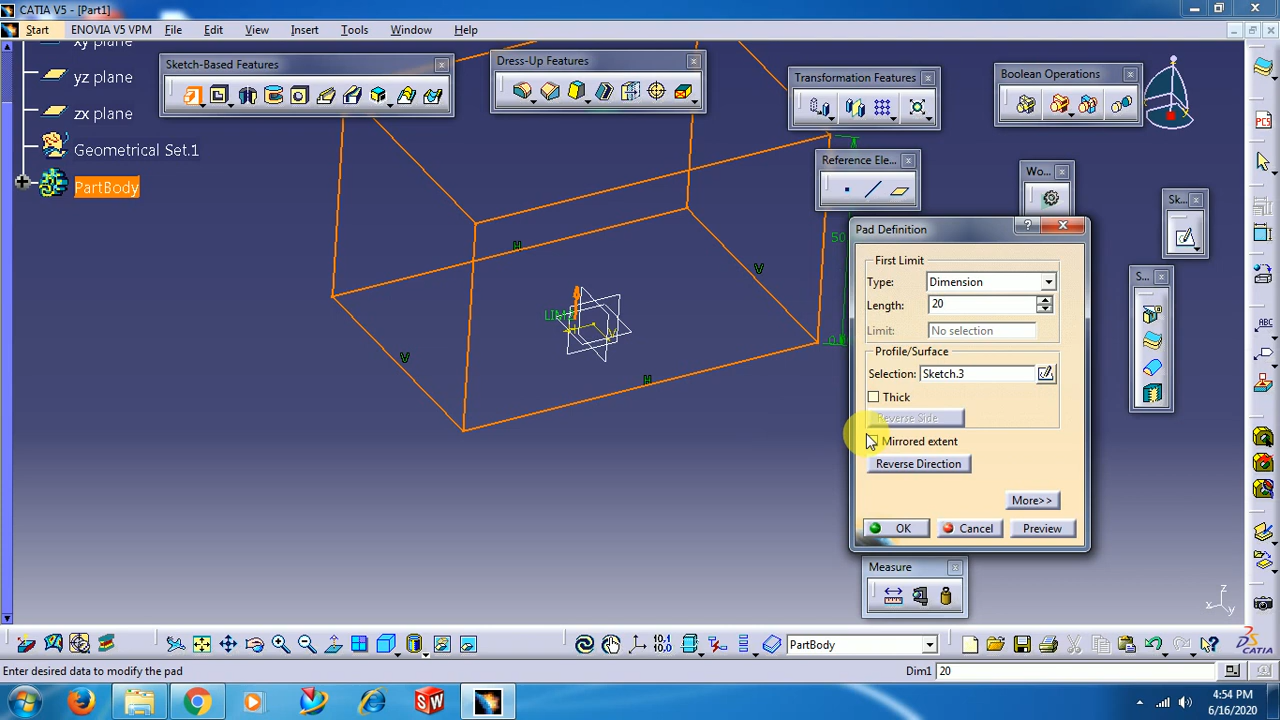 CATIA V5 - [Part1]
Start
ENOVIA V5 VPM
File
Edit
View
Insert
Tools
Window
Help
xy plane
yz plane
zx plane
Geometrical Set.1
PartBody
Sketch-Based Features
Dress-Up Features
Transformation Features
Boolean Operations
Reference Ele...
Wo...
Sk...
S...
Pad Definition
First Limit
Type: Dimension
Length: 20
Limit: No selection
Profile/Surface
Selection: Sketch.3
Thick
Reverse Side
Mirrored extent
Reverse Direction
More>>
OK
Cancel
Preview
Measure
H
V
V
H
50
z
x
y
PartBody
Enter desired data to modify the pad
Dim1 20
CATIA
4:54 PM
6/16/2020